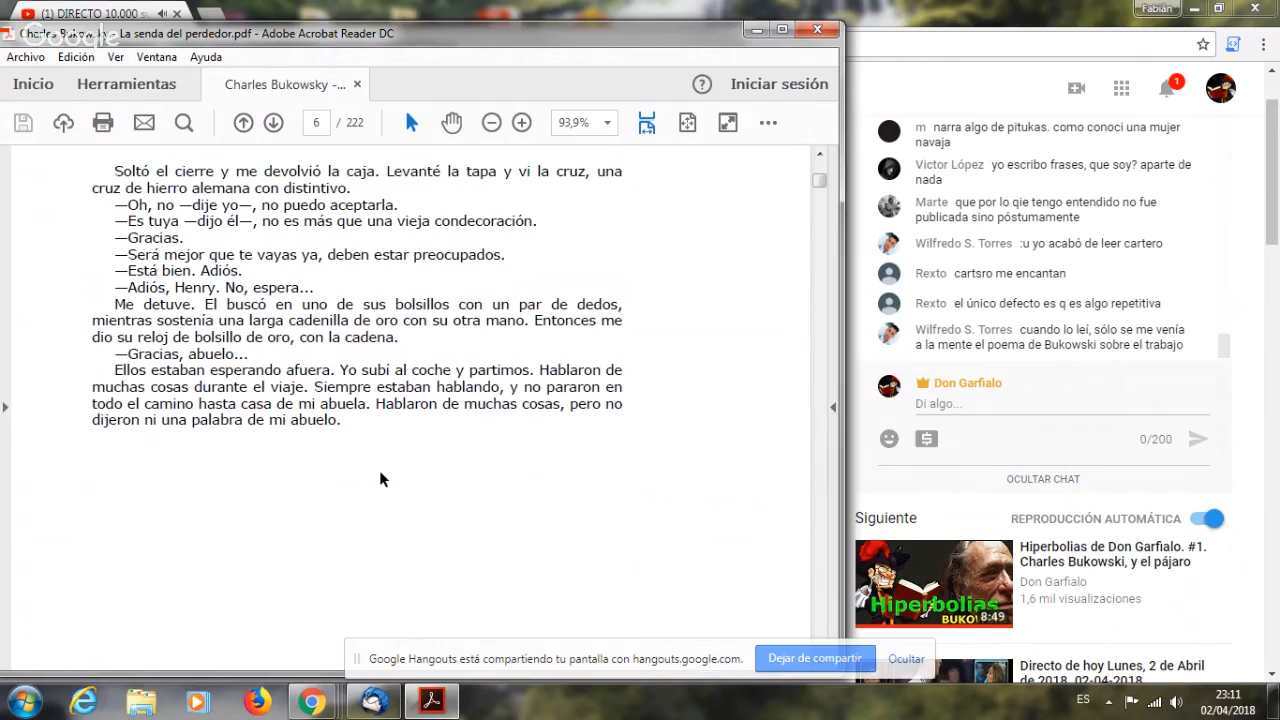 (1) DIRECTO 10.000 s
Fabián
Google
La senda del perdedor.pdf - Adobe Acrobat Reader DC
Archivo Edición Ver Ventana Ayuda
Inicio Herramientas Charles Bukowsky -... Iniciar sesión
6 / 222 93,9%
Soltó el cierre y me devolvió la caja. Levanté la tapa y vi la cruz, una
cruz de hierro alemana con distintivo.
—Oh, no —dije yo—, no puedo aceptarla.
—Es tuya —dijo él—, no es más que una vieja condecoración.
—Gracias.
—Será mejor que te vayas ya, deben estar preocupados.
—Está bien. Adiós.
—Adiós, Henry. No, espera...
Me detuve. El buscó en uno de sus bolsillos con un par de dedos,
mientras sostenía una larga cadenilla de oro con su otra mano. Entonces me
dio su reloj de bolsillo de oro, con la cadena.
—Gracias, abuelo...
Ellos estaban esperando afuera. Yo subí al coche y partimos. Hablaron de
muchas cosas durante el viaje. Siempre estaban hablando, y no pararon en
todo el camino hasta casa de mi abuela. Hablaron de muchas cosas, pero no
dijeron ni una palabra de mi abuelo.
1
m narra algo de pitukas. como conoci una mujer
navaja
Victor López yo escribo frases, que soy? aparte de
nada
Marte que por lo qie tengo entendido no fue
publicada sino póstumamente
Wilfredo S. Torres :u yo acabó de leer cartero
Rexto cartsro me encantan
Rexto el único defecto es q es algo repetitiva
Wilfredo S. Torres cuando lo leí, sólo se me venía
a la mente el poema de Bukowski sobre el trabajo
Don Garfialo
Di algo...
0/200
OCULTAR CHAT
Siguiente REPRODUCCIÓN AUTOMÁTICA
Hiperbolias
BUKO
8:49
Hiperbolias de Don Garfialo. #1.
Charles Bukowski, y el pájaro
Don Garfialo
1,6 mil visualizaciones
Directo de hoy Lunes, 2 de Abril
de 2018. 02-04-2018
Google Hangouts está compartiendo tu pantalla con hangouts.google.com. Dejar de compartir Ocultar
ES
23:11
02/04/2018